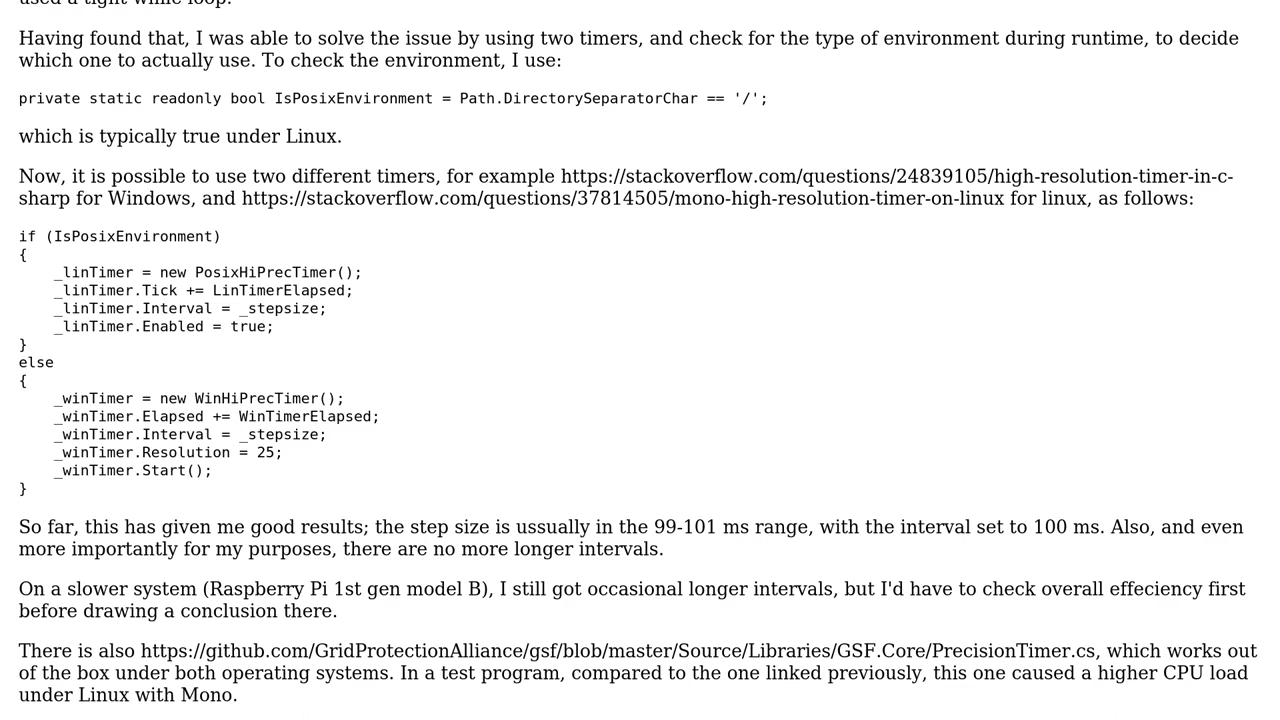 used a tight while loop.
Having found that, I was able to solve the issue by using two timers, and check for the type of environment during runtime, to decide
which one to actually use. To check the environment, I use:
private static readonly bool IsPosixEnvironment = Path.DirectorySeparatorChar == '/';
which is typically true under Linux.
Now, it is possible to use two different timers, for example https://stackoverflow.com/questions/24839105/high-resolution-timer-in-c-
sharp for Windows, and https://stackoverflow.com/questions/37814505/mono-high-resolution-timer-on-linux for linux, as follows:
if (IsPosixEnvironment)
{
    _linTimer = new PosixHiPrecTimer();
    _linTimer.Tick += LinTimerElapsed;
    _linTimer.Interval = _stepsize;
    _linTimer.Enabled = true;
}
else
{
    _winTimer = new WinHiPrecTimer();
    _winTimer.Elapsed += WinTimerElapsed;
    _winTimer.Interval = _stepsize;
    _winTimer.Resolution = 25;
    _winTimer.Start();
}
So far, this has given me good results; the step size is ussually in the 99-101 ms range, with the interval set to 100 ms. Also, and even
more importantly for my purposes, there are no more longer intervals.
On a slower system (Raspberry Pi 1st gen model B), I still got occasional longer intervals, but I'd have to check overall effeciency first
before drawing a conclusion there.
There is also https://github.com/GridProtectionAlliance/gsf/blob/master/Source/Libraries/GSF.Core/PrecisionTimer.cs, which works out
of the box under both operating systems. In a test program, compared to the one linked previously, this one caused a higher CPU load
under Linux with Mono.